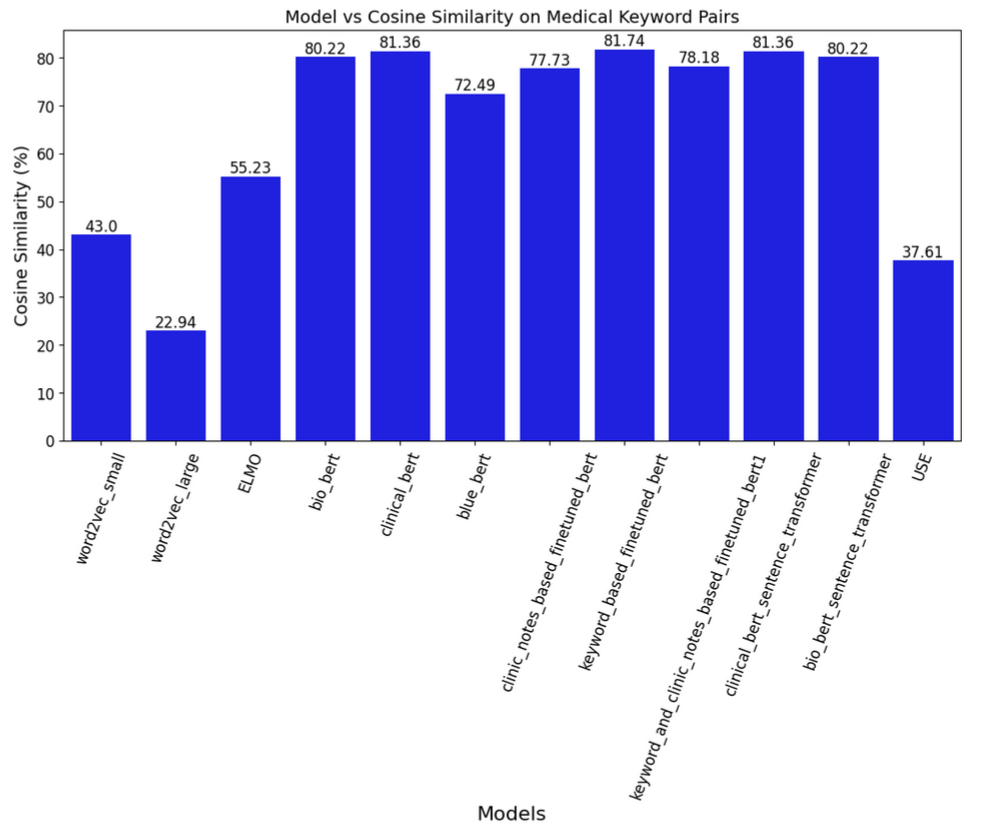 Model vs Cosine Similarity on Medical Keyword Pairs
Cosine Similarity (%)
80
70
60
50
40
30
20
10
0
43.0
22.94
55.23
80.22
81.36
72.49
77.73
81.74
78.18
81.36
80.22
37.61
word2vec_small
word2vec_large
ELMO
bio_bert
clinical_bert
blue_bert
clinic_notes_based_finetuned_bert
keyword_based_finetuned_bert
keyword_and_clinic_notes_based_finetuned_bert1
clinical_bert_sentence_transformer
bio_bert_sentence_transformer
USE
Models